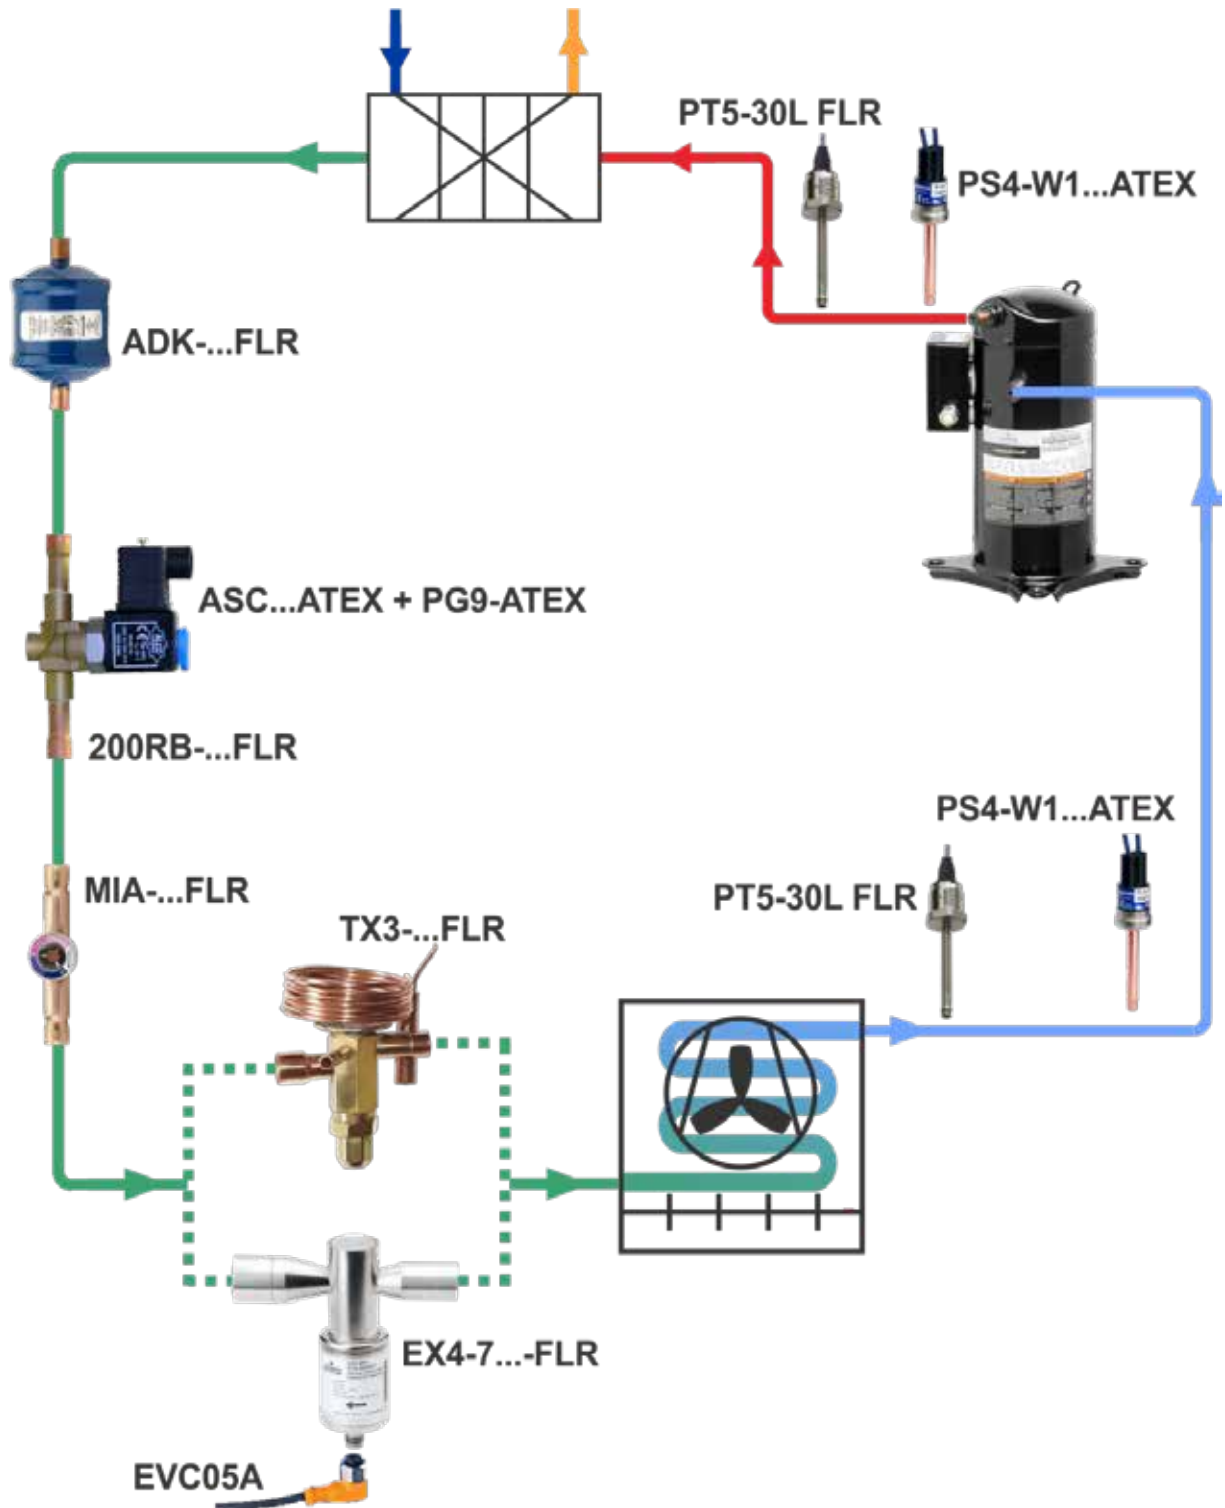 PT5-30L FLR
PS4-W1...ATEX
ADK-...FLR
ASC...ATEX + PG9-ATEX
200RB-...FLR
PS4-W1...ATEX
MIA-...FLR
PT5-30L FLR
TX3-...FLR
EX4-7...-FLR
EVC05A